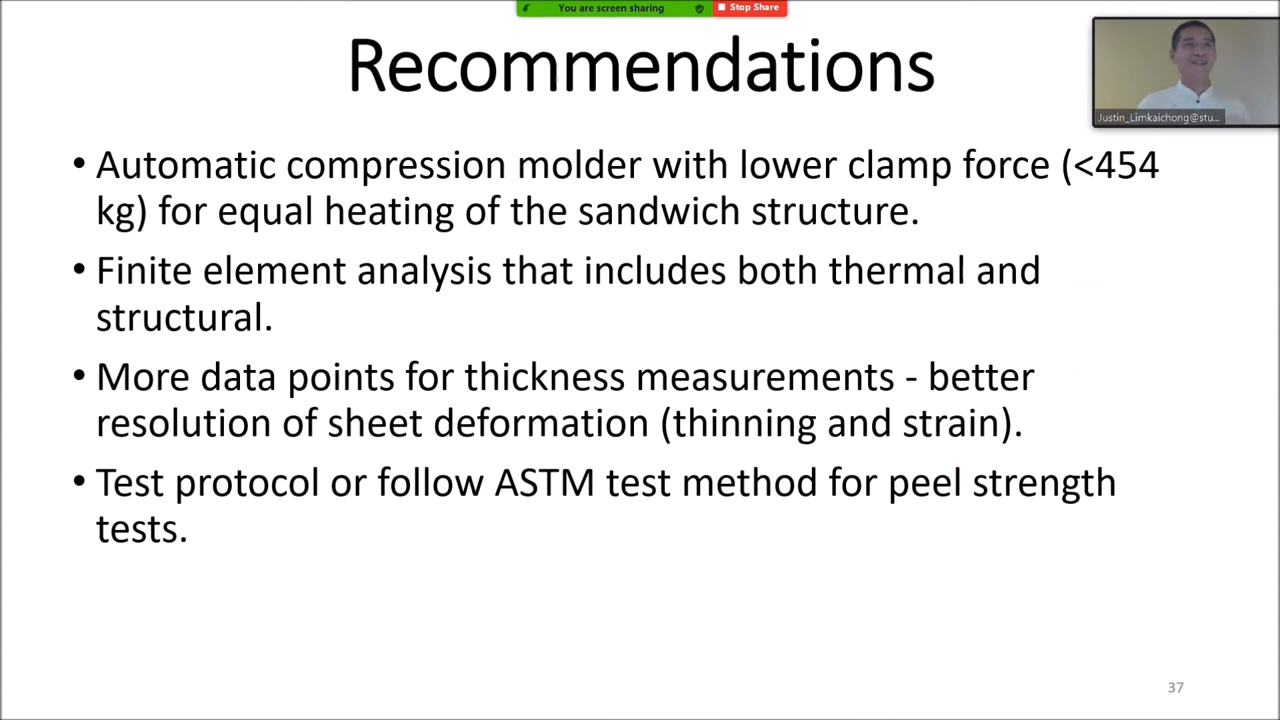 You are screen sharing
Stop Share
Recommendations
Justin_Limkaichong@stu...
• Automatic compression molder with lower clamp force (<454
kg) for equal heating of the sandwich structure.
• Finite element analysis that includes both thermal and
structural.
• More data points for thickness measurements - better
resolution of sheet deformation (thinning and strain).
• Test protocol or follow ASTM test method for peel strength
tests.
37